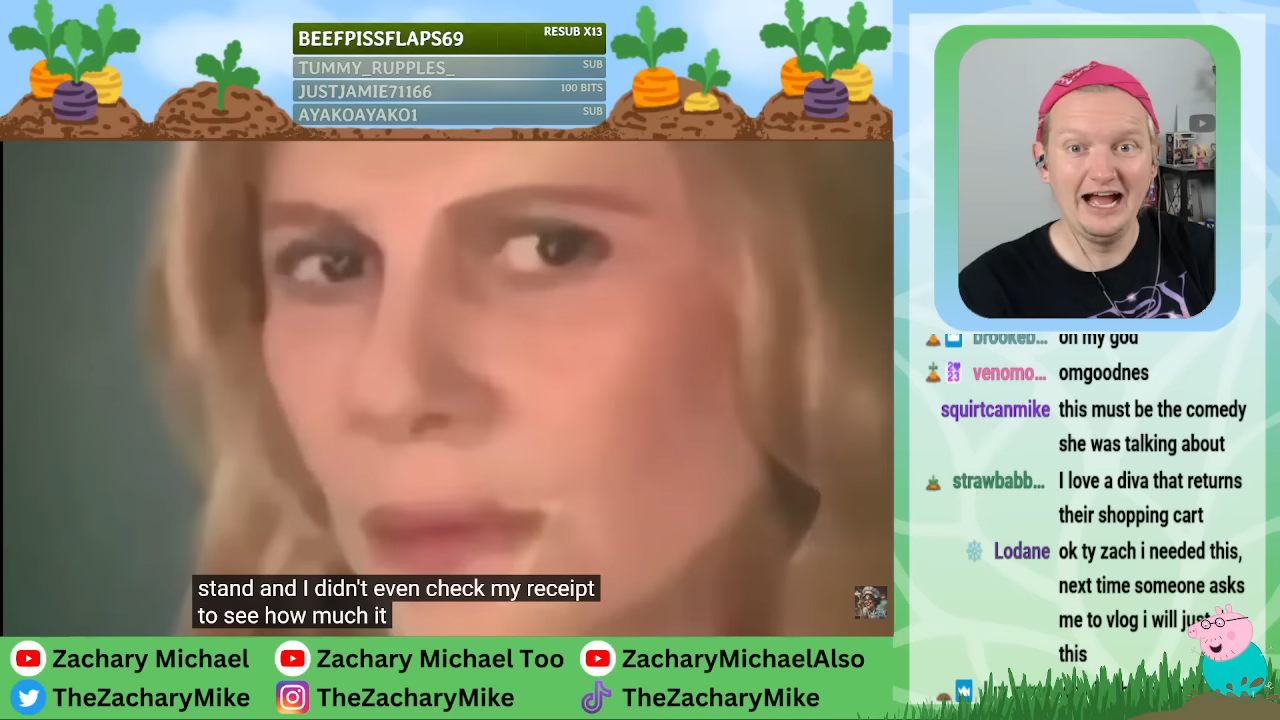 BEEFPISSFLAPS69 RESUB X13
TUMMY_RUPPLES_ SUB
JUSTJAMIE71166 100 BITS
AYAKOAYAKO1 SUB
brookeb... oh my god
venomo... omgoodnes
squirtcanmike this must be the comedy
she was talking about
strawbabb... I love a diva that returns
their shopping cart
Lodane ok ty zach i needed this,
next time someone asks
me to vlog i will just
this
stand and I didn't even check my receipt
to see how much it
Zachary Michael Zachary Michael Too ZacharyMichaelAlso
TheZacharyMike TheZacharyMike TheZacharyMike